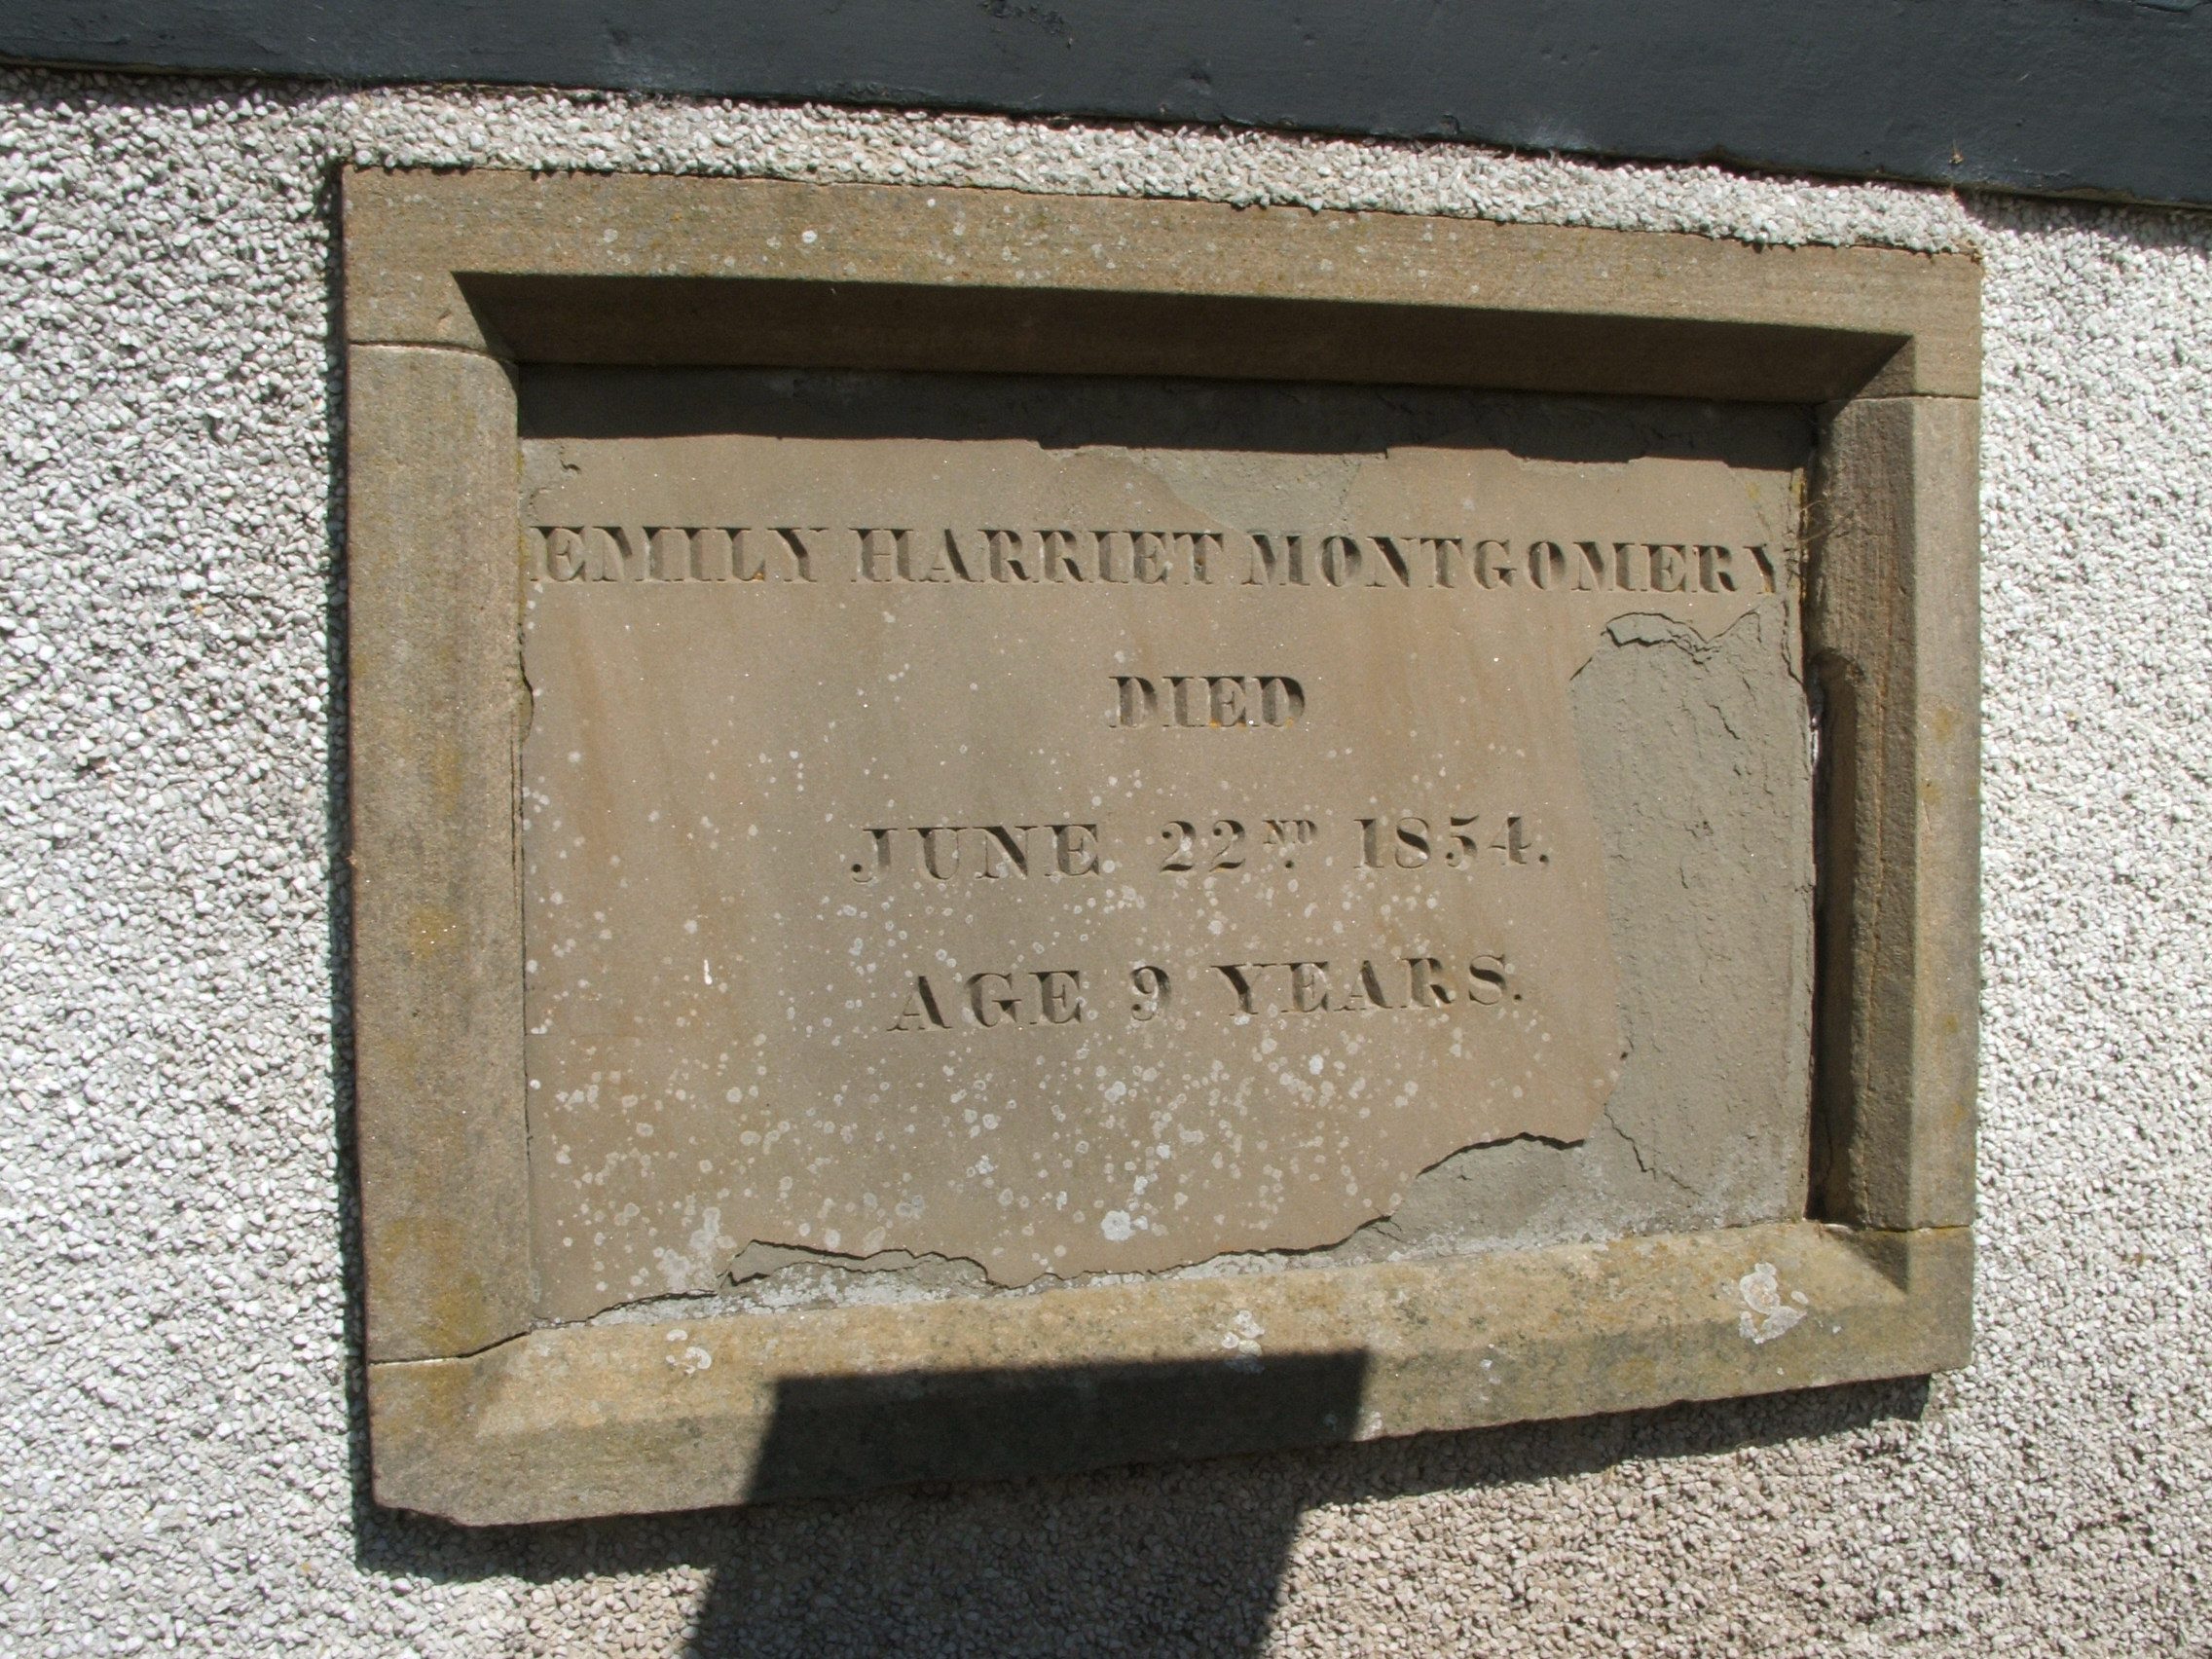 EMILY HARRIET MONTGOMERY
DIED
JUNE 22ND 1854.
AGE 9 YEARS.